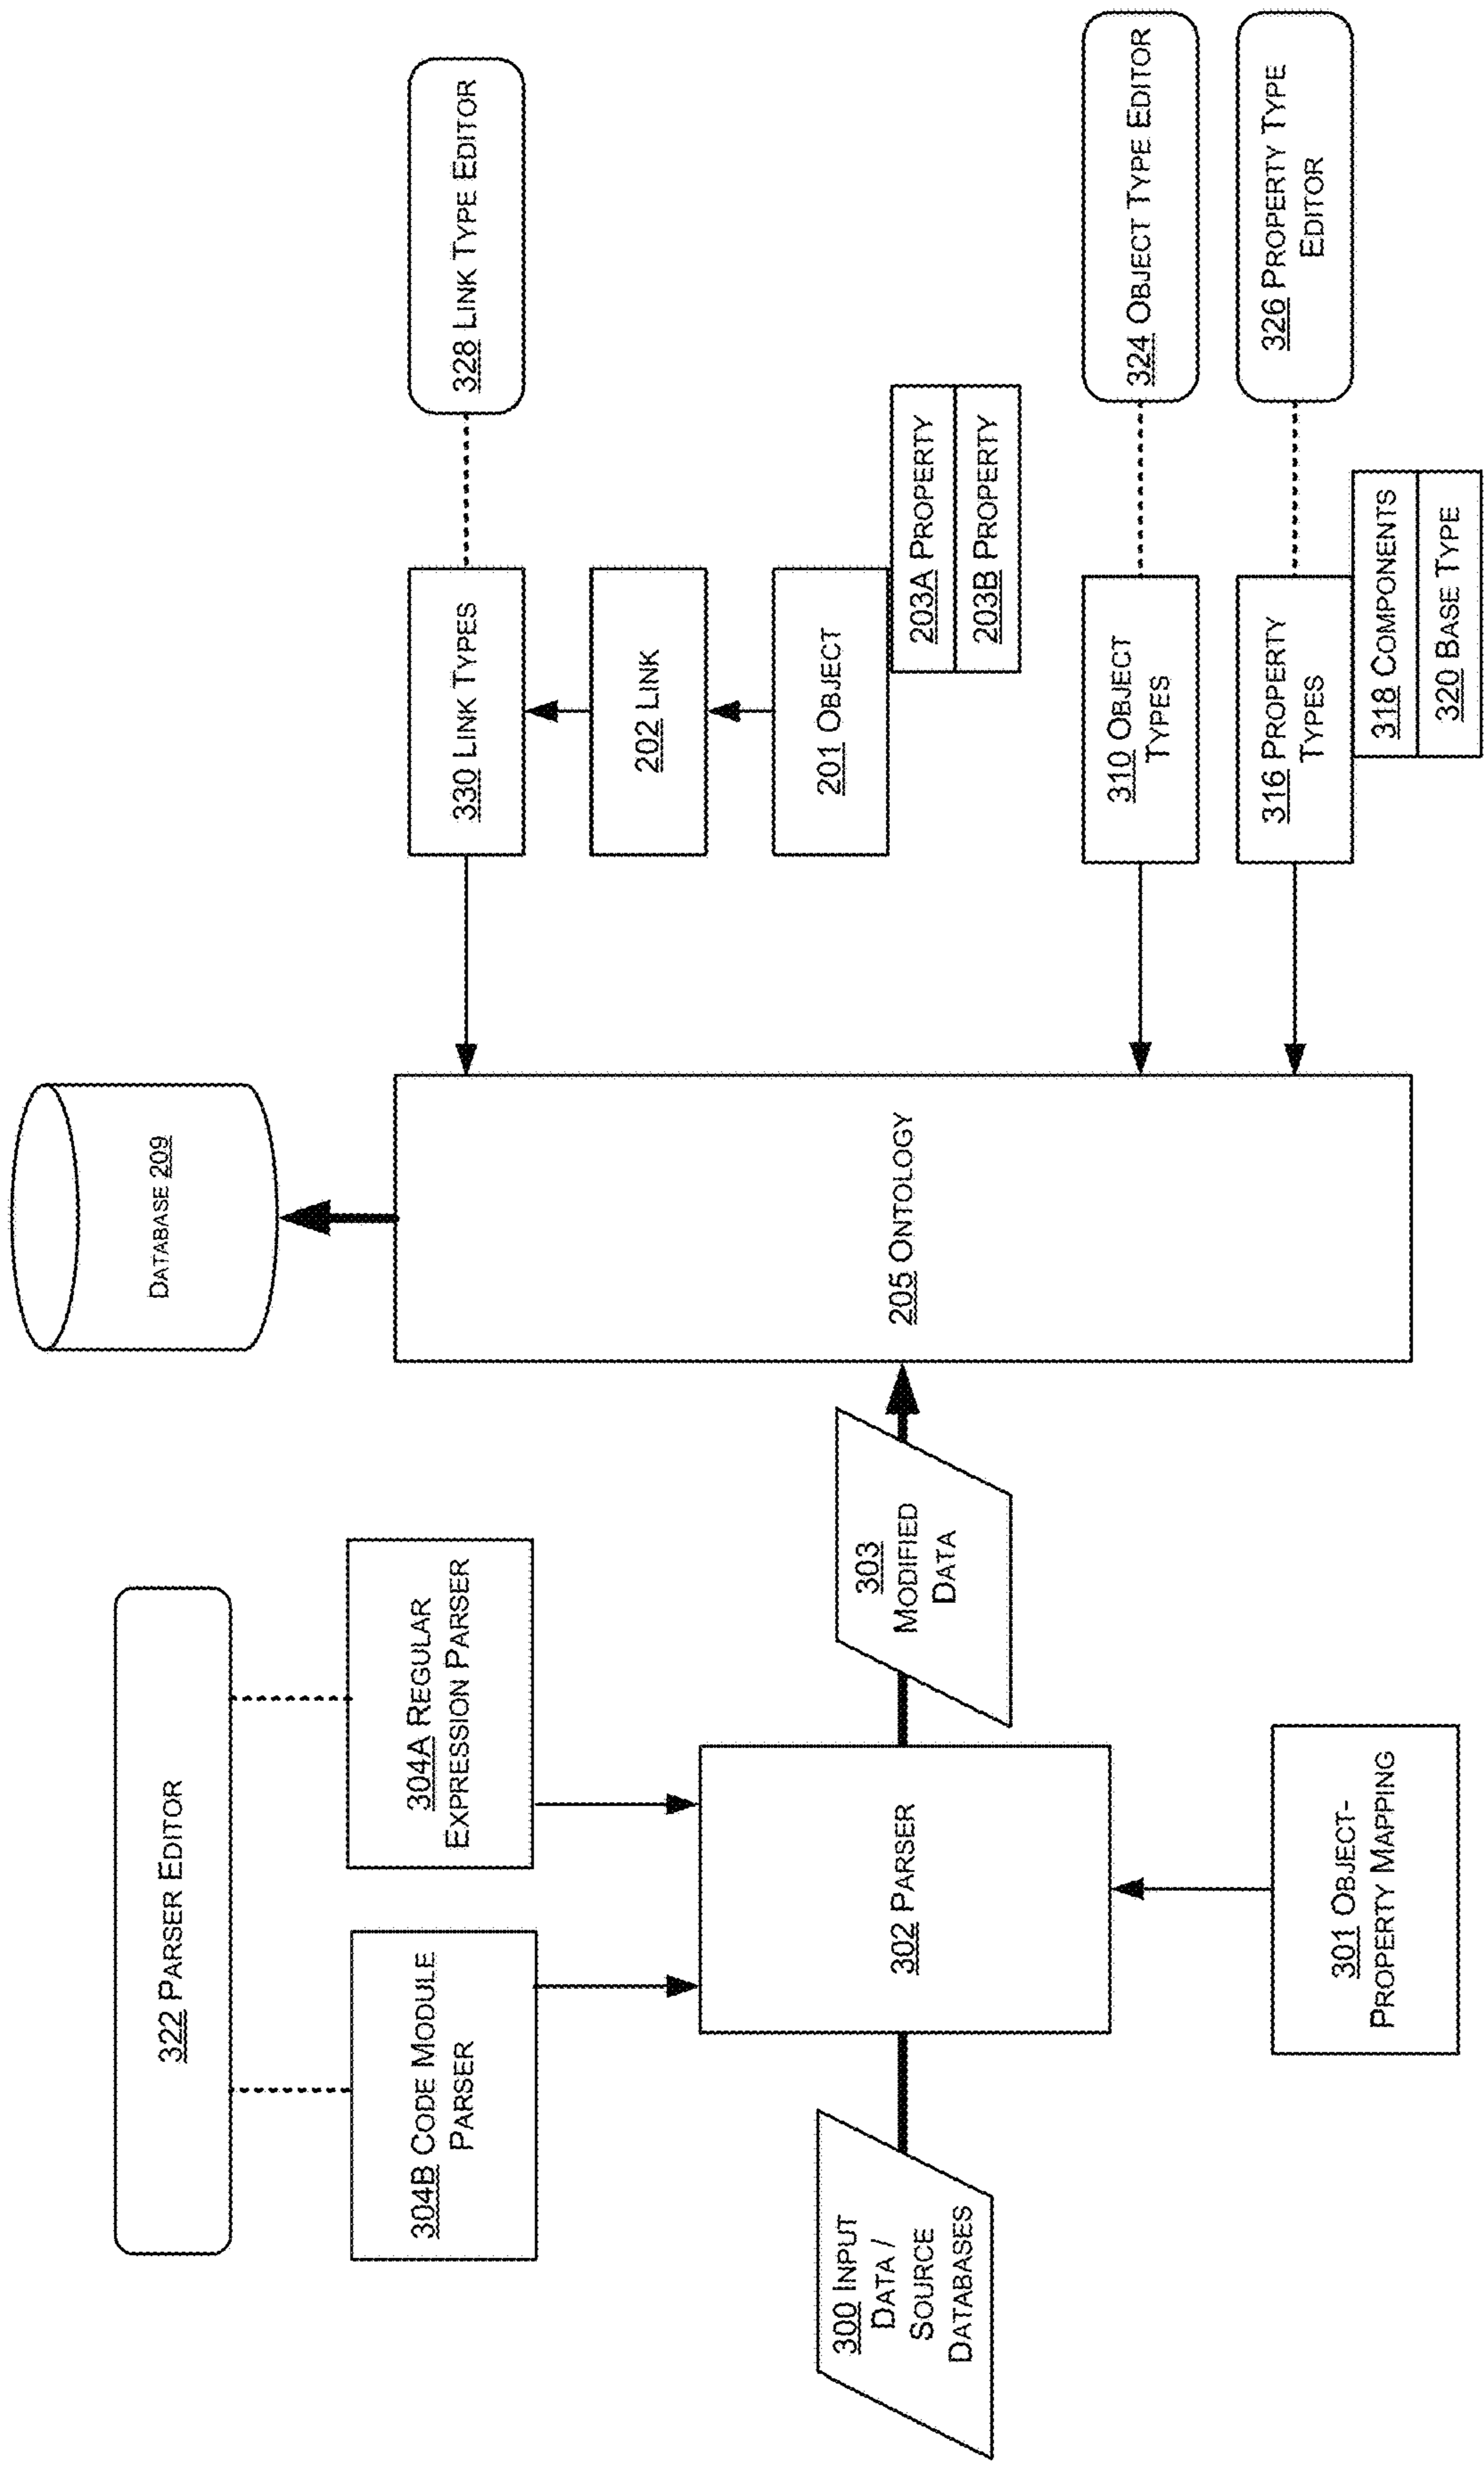 322 PARSER EDITOR
304B CODE MODULE
PARSER
304A REGULAR
EXPRESSION PARSER
300 INPUT
DATA /
SOURCE
DATABASES
302 PARSER
303
MODIFIED
DATA
301 OBJECT-
PROPERTY MAPPING
DATABASE 209
205 ONTOLOGY
330 LINK TYPES
328 LINK TYPE EDITOR
202 LINK
201 OBJECT
203A PROPERTY
203B PROPERTY
310 OBJECT
TYPES
324 OBJECT TYPE EDITOR
316 PROPERTY
TYPES
326 PROPERTY TYPE
EDITOR
318 COMPONENTS
320 BASE TYPE